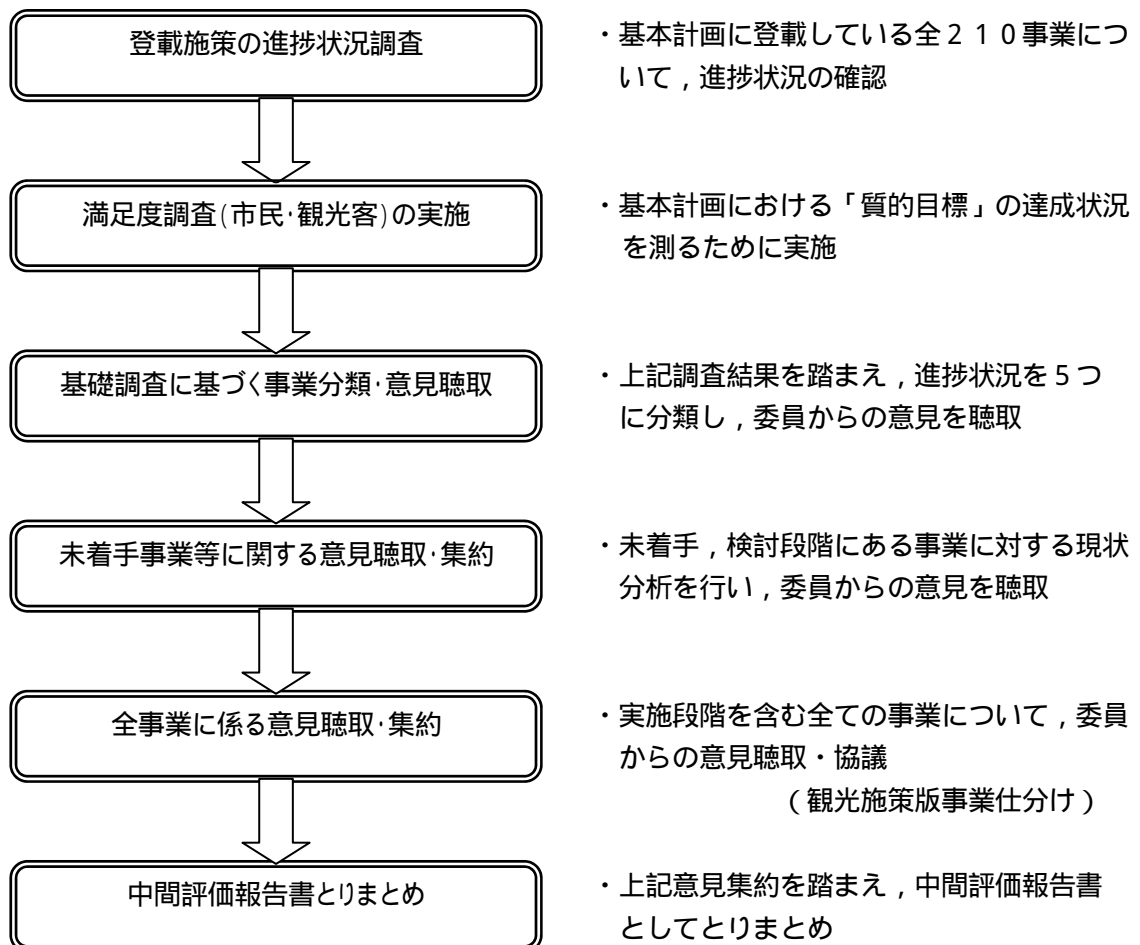 登載施策の進捗状況調査
・基本計画に登載している全２１０事業につ
いて，進捗状況の確認
満足度調査(市民･観光客)の実施
・基本計画における「質的目標」の達成状況
を測るために実施
基礎調査に基づく事業分類･意見聴取
・上記調査結果を踏まえ，進捗状況を５つ
に分類し，委員からの意見を聴取
未着手事業等に関する意見聴取･集約
・未着手，検討段階にある事業に対する現状
分析を行い，委員からの意見を聴取
全事業に係る意見聴取･集約
・実施段階を含む全ての事業について，委員
からの意見聴取・協議
（観光施策版事業仕分け）
中間評価報告書とりまとめ
・上記意見集約を踏まえ，中間評価報告書
としてとりまとめ